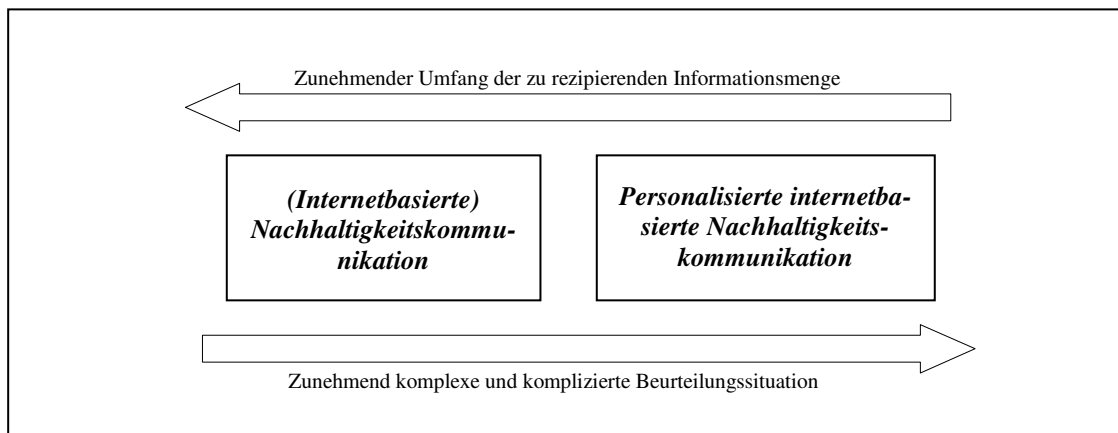 Zunehmender Umfang der zu rezipierenden Informationsmenge
(Internetbasierte)
Nachhaltigkeitskommu-
nikation
Personalisierte internetba-
sierte Nachhaltigkeits-
kommunikation
Zunehmend komplexe und komplizierte Beurteilungssituation